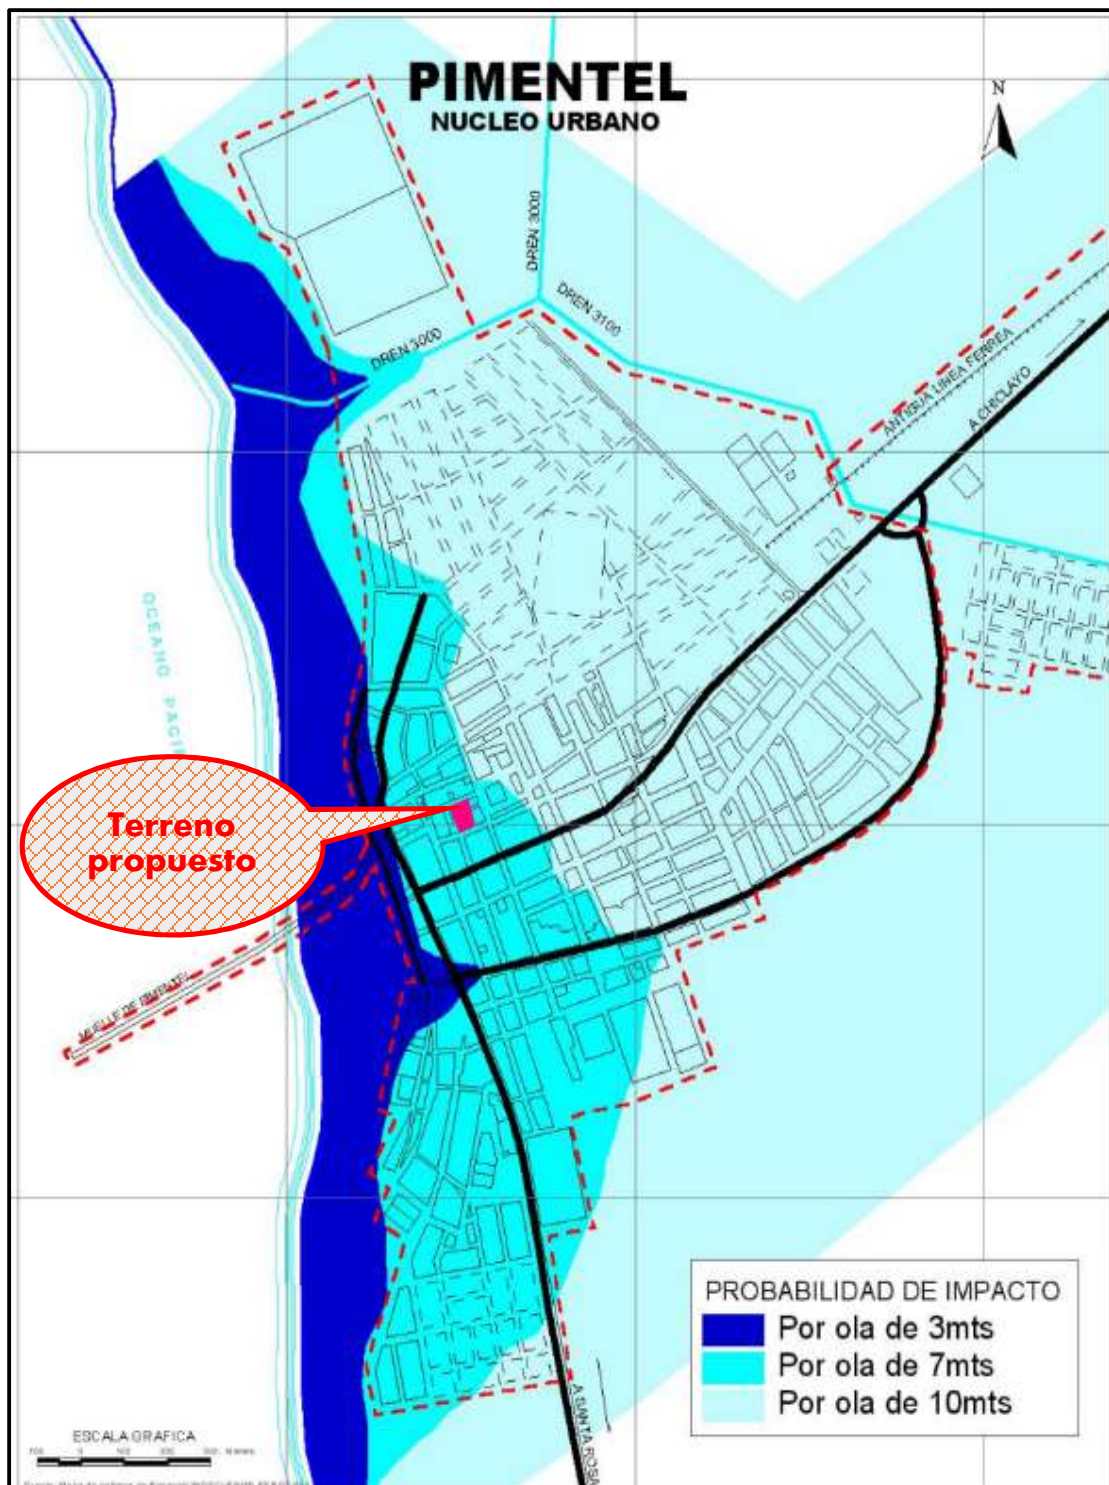 PIMENTEL
NUCLEO URBANO
N
DREN 3000
DREN 3100
DREN 3000
ANTIGUA LINEA FERREA
A CHICLAYO
OCEANO PACIFI
Terreno
propuesto
MUELLE DE PIMENTEL
A SANTA ROSA
PROBABILIDAD DE IMPACTO
Por ola de 3mts
Por ola de 7mts
Por ola de 10mts
ESCALA GRAFICA